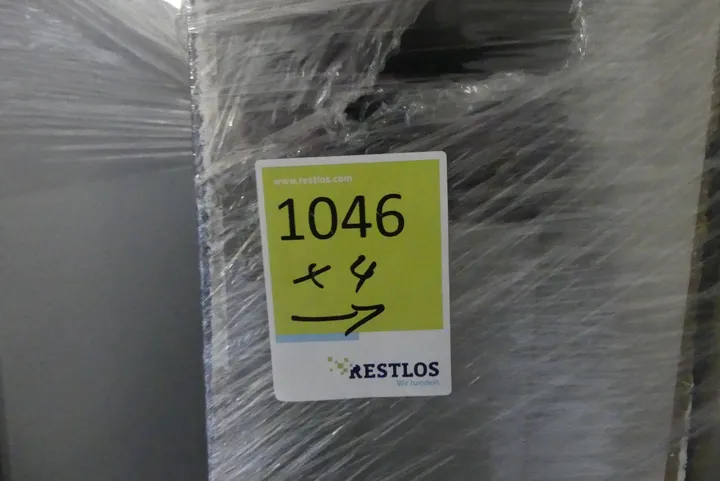 www.restlos.com
1046
x 4
→
RESTLOS
Wir handeln